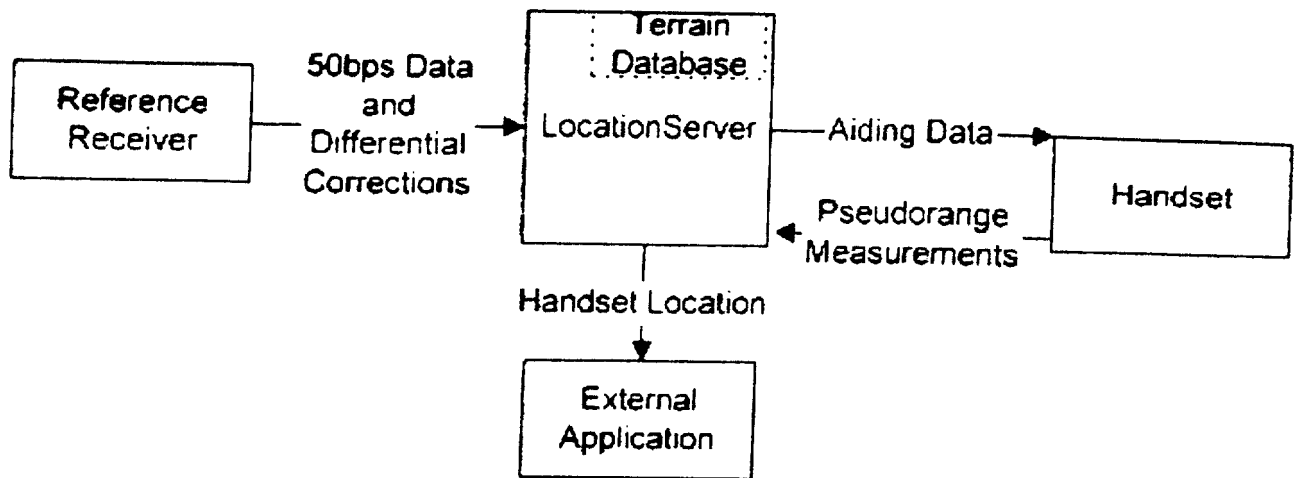 Reference
Receiver
50bps Data
and
Differential
Corrections
Terrain
Database
LocationServer
Aiding Data
Handset
Pseudorange
Measurements
Handset Location
External
Application